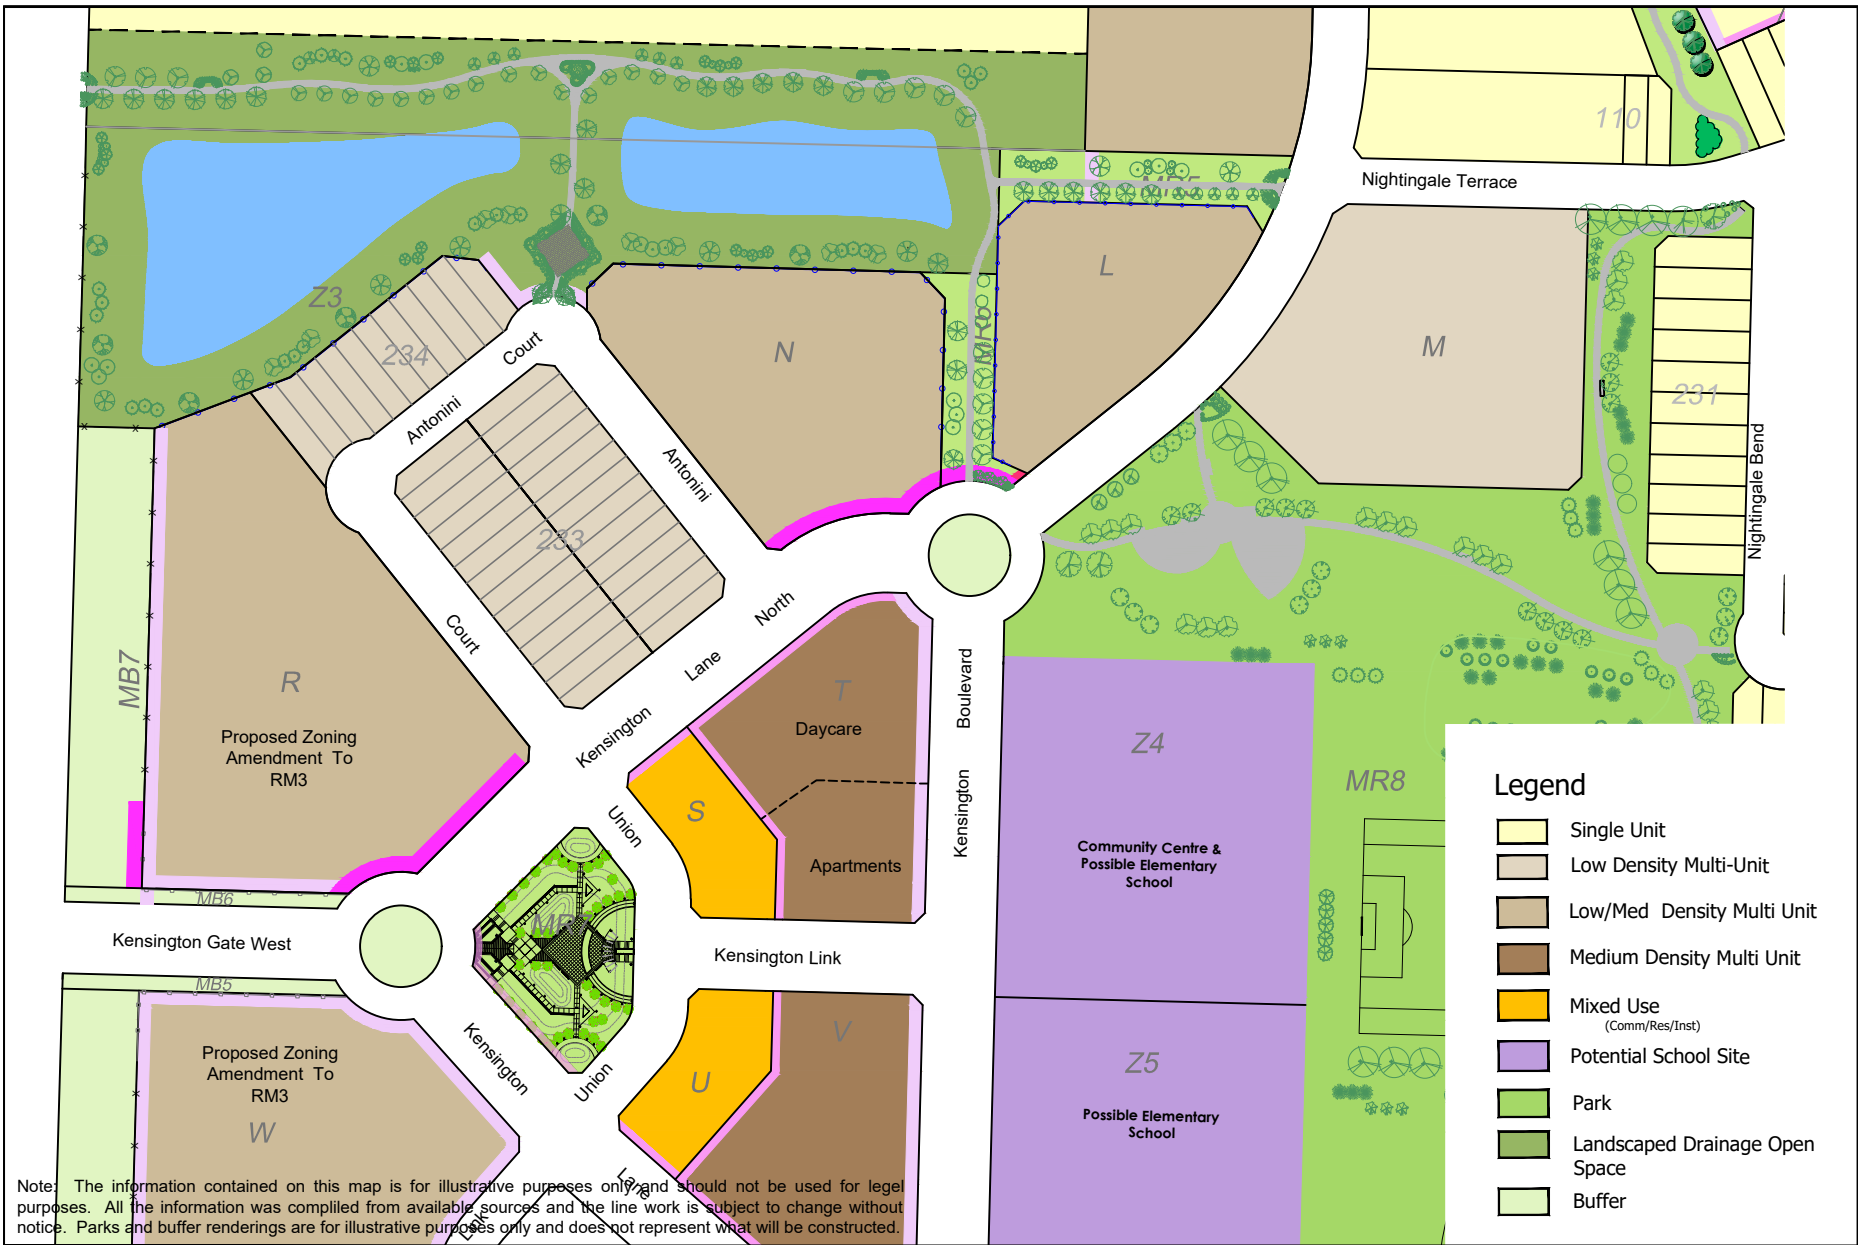 110
Nightingale Terrace
MR5
L
Z3
234
Court
N
M
231
Antonini
Antonini
Nightingale Bend
233
Court
North
Lane
Kensington
MB7
R
Proposed Zoning
Amendment To
RM3
T
Daycare
Boulevard
Kensington
Z4
MR8
S
Union
Apartments
Community Centre &
Possible Elementary
School
MB6
MR7
Kensington Gate West
Kensington Link
MB5
Kensington
Union
U
V
Z5
Possible Elementary
School
Proposed Zoning
Amendment To
RM3
W
Lane
Link
Legend
Single Unit
Low Density Multi-Unit
Low/Med Density Multi Unit
Medium Density Multi Unit
Mixed Use
(Comm/Res/Inst)
Potential School Site
Park
Landscaped Drainage Open
Space
Buffer
Note: The information contained on this map is for illustrative purposes only and should not be used for legel
purposes. All the information was complied from available sources and the line work is subject to change without
notice. Parks and buffer renderings are for illustrative purposes only and does not represent what will be constructed.